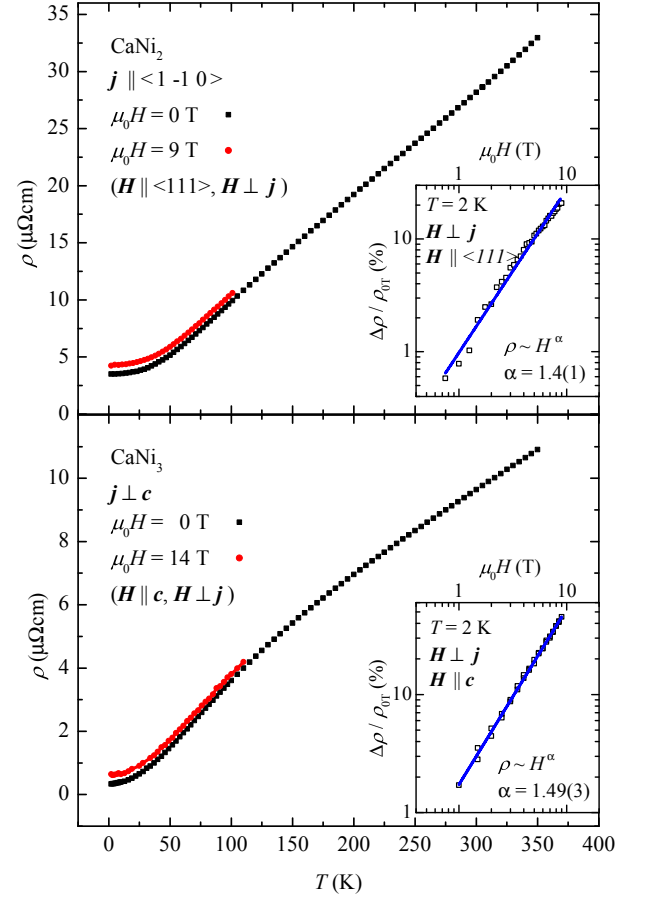 35
30
25
20
15
10
5
0
ρ (μΩcm)
CaNi₂
j || <1 -1 0>
μ₀H = 0 T
μ₀H = 9 T
(H || <111>, H ⊥ j )
μ₀H (T)
1 10
10
1
Δρ / ρ₀T (%)
T = 2 K
H ⊥ j
H || <111>
ρ ~ H^α
α = 1.4(1)
10
8
6
4
2
0
ρ (μΩcm)
CaNi₃
j ⊥ c
μ₀H = 0 T
μ₀H = 14 T
(H || c, H ⊥ j )
μ₀H (T)
1 10
10
1
Δρ / ρ₀T (%)
T = 2 K
H ⊥ j
H || c
ρ ~ H^α
α = 1.49(3)
0 50 100 150 200 250 300 350 400
T (K)